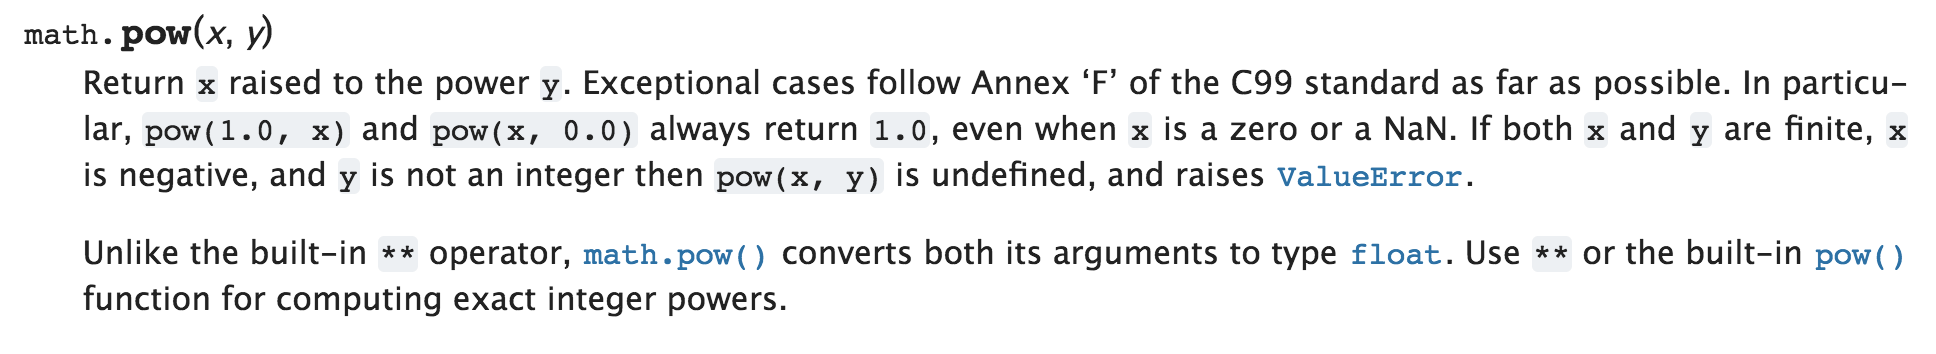 math.pow(x, y)
Return x raised to the power y. Exceptional cases follow Annex ‘F’ of the C99 standard as far as possible. In particu-
lar, pow(1.0, x) and pow(x, 0.0) always return 1.0, even when x is a zero or a NaN. If both x and y are finite, x
is negative, and y is not an integer then pow(x, y) is undefined, and raises ValueError.
Unlike the built-in ** operator, math.pow() converts both its arguments to type float. Use ** or the built-in pow()
function for computing exact integer powers.